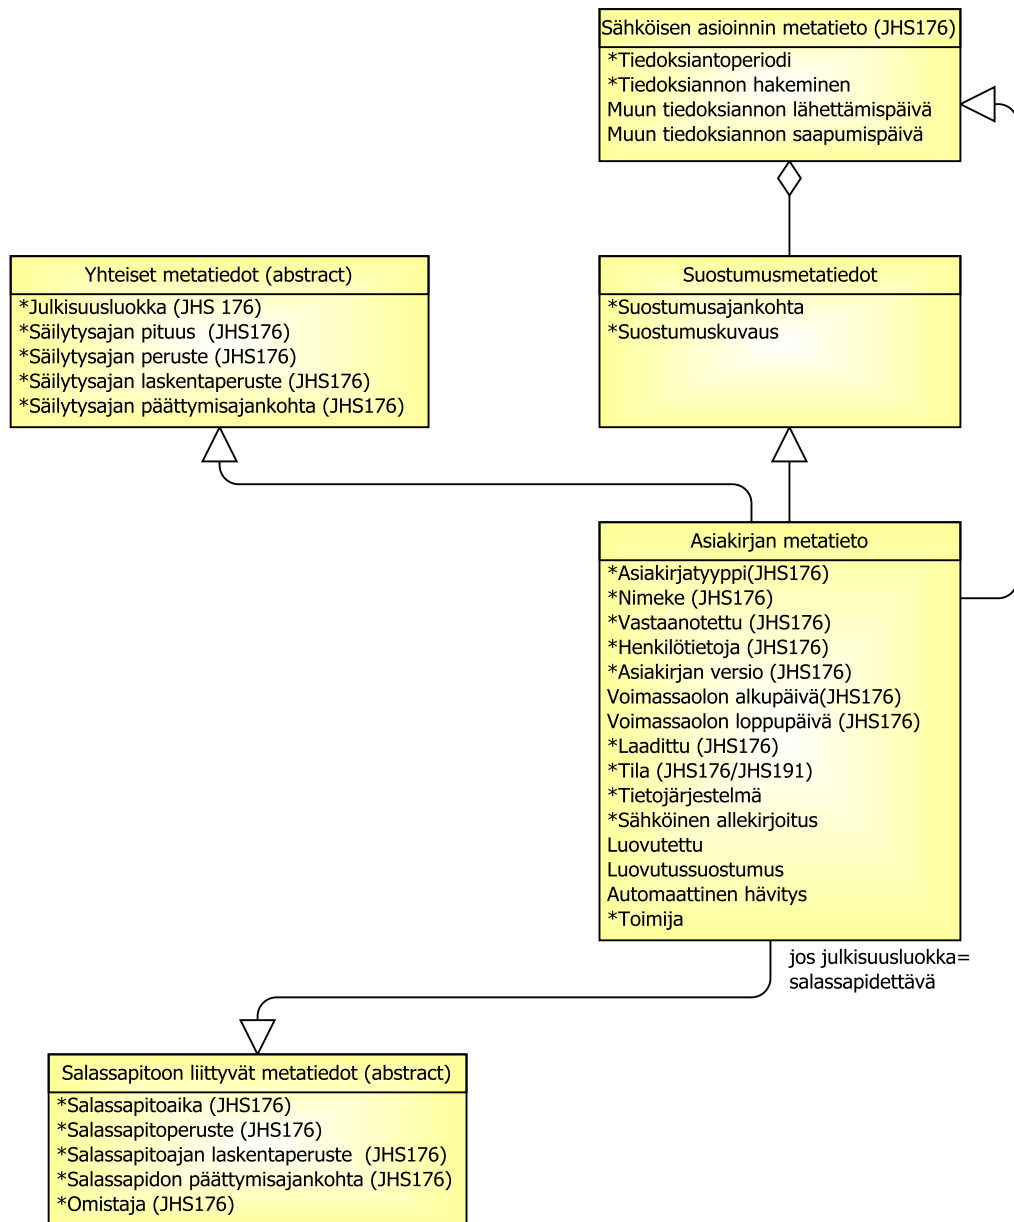 Sähköisen asioinnin metatieto (JHS176)
*Tiedoksiantoperiodi
*Tiedoksiannon hakeminen
Muun tiedoksiannon lähettämispäivä
Muun tiedoksiannon saapumispäivä
Yhteiset metatiedot (abstract)
*Julkisuusluokka (JHS 176)
*Säilytysajan pituus  (JHS176)
*Säilytysajan peruste (JHS176)
*Säilytysajan laskentaperuste (JHS176)
*Säilytysajan päättymisajankohta (JHS176)
Suostumusmetatiedot
*Suostumusajankohta
*Suostumuskuvaus
Asiakirjan metatieto
*Asiakirjatyyppi(JHS176)
*Nimeke (JHS176)
*Vastaanotettu (JHS176)
*Henkilötietoja (JHS176)
*Asiakirjan versio (JHS176)
Voimassaolon alkupäivä(JHS176)
Voimassaolon loppupäivä (JHS176)
*Laadittu (JHS176)
*Tila (JHS176/JHS191)
*Tietojärjestelmä
*Sähköinen allekirjoitus
Luovutettu
Luovutussuostumus
Automaattinen hävitys
*Toimija
jos julkisuusluokka=
salassapidettävä
Salassapitoon liittyvät metatiedot (abstract)
*Salassapitoaika (JHS176)
*Salassapitoperuste (JHS176)
*Salassapitoajan laskentaperuste  (JHS176)
*Salassapidon päättymisajankohta (JHS176)
*Omistaja (JHS176)